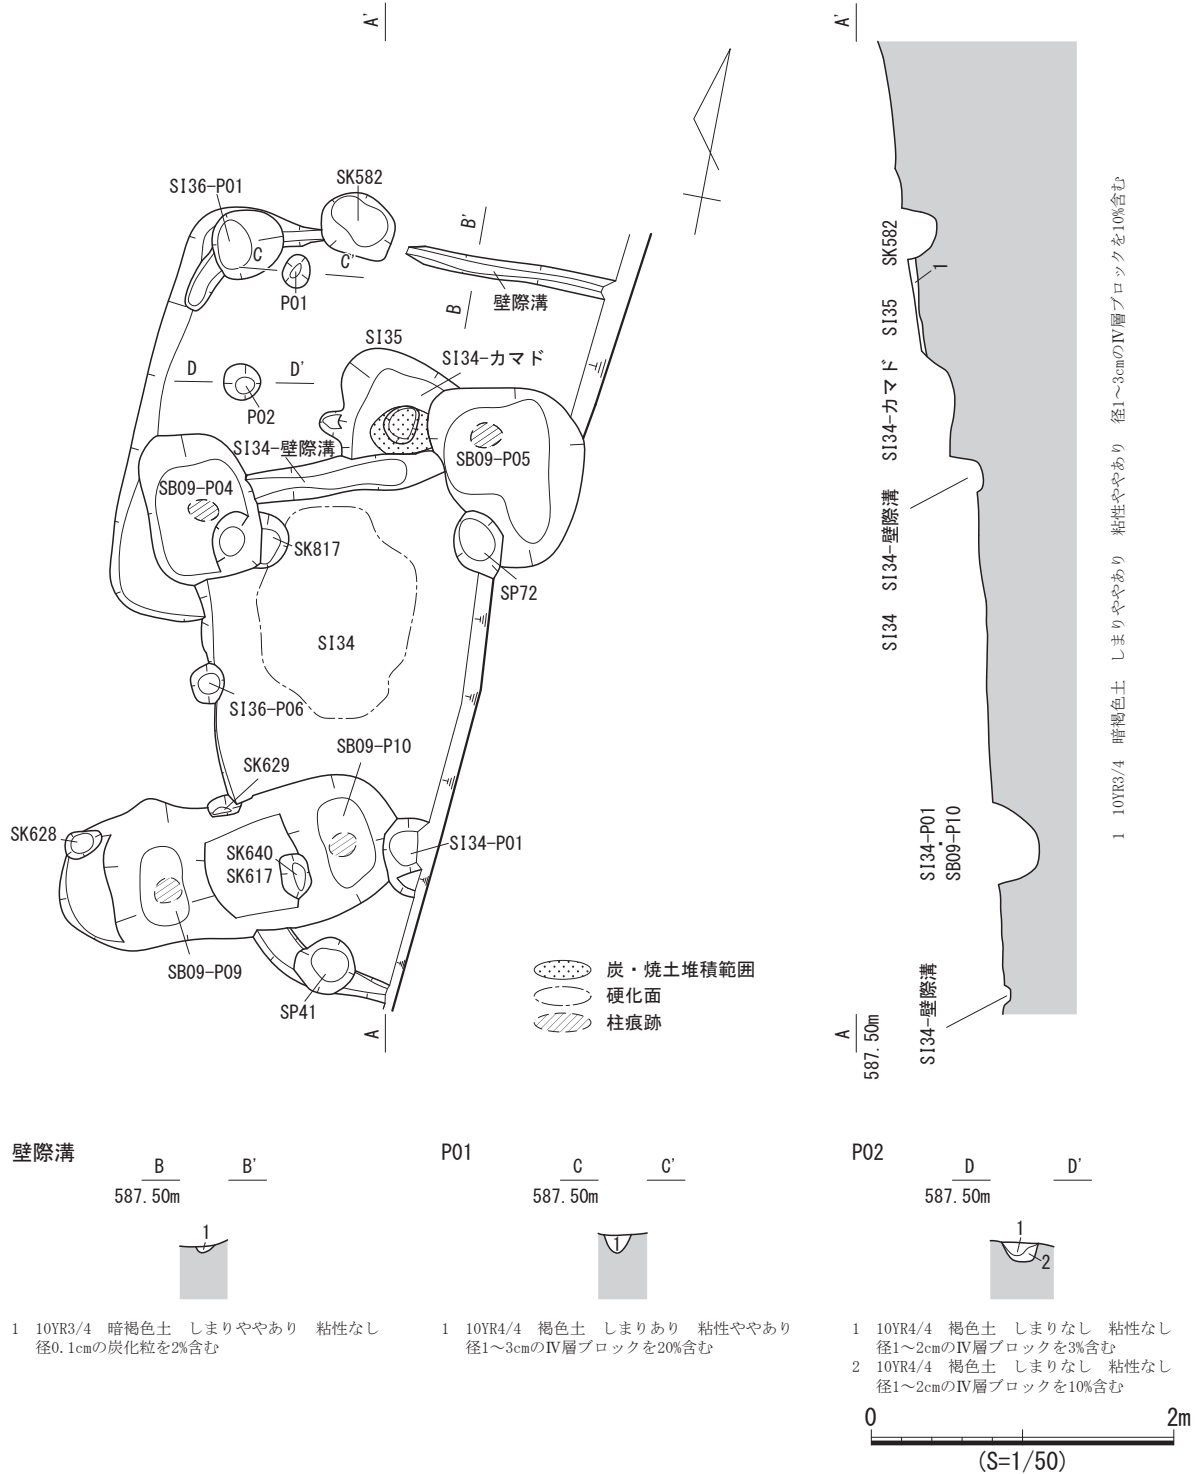 A'
A'
SI36-P01
SK582
B'
C
C'
P01
B
壁際溝
SI35
SI34-カマド
D
D'
P02
SI34-壁際溝
SB09-P05
SB09-P04
SK817
SP72
SI34
SI36-P06
SB09-P10
SK629
SK628
SI34-P01
SK640
SK617
SB09-P09
SP41
A
炭・焼土堆積範囲
硬化面
柱痕跡
SK582
1
SI35
SI34-カマド
SI34-壁際溝
SI34
SI34-P01
・
SB09-P10
SI34-壁際溝
A
587.50m
1 10YR3/4 暗褐色土 しまりややあり 粘性ややあり 径1～3cmのⅣ層ブロックを10%含む
壁際溝
B
B'
587.50m
1
1 10YR3/4 暗褐色土 しまりややあり 粘性なし
径0.1cmの炭化粒を2%含む
P01
C
C'
587.50m
1
1 10YR4/4 褐色土 しまりあり 粘性ややあり
径1～3cmのⅣ層ブロックを20%含む
P02
D
D'
587.50m
1
2
1 10YR4/4 褐色土 しまりなし 粘性なし
径1～2cmのⅣ層ブロックを3%含む
2 10YR4/4 褐色土 しまりなし 粘性なし
径1～2cmのⅣ層ブロックを10%含む
0
2m
(S=1/50)